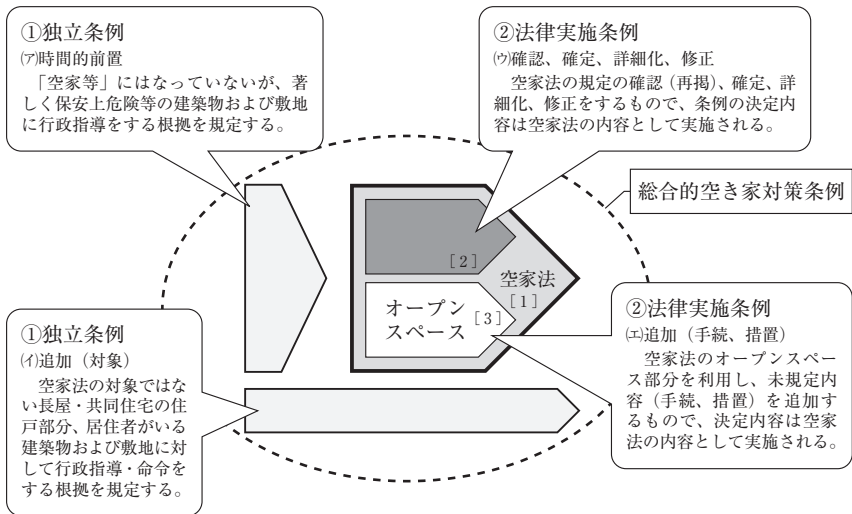 ①独立条例
㋐時間的前置
「空家等」にはなっていないが、著
しく保安上危険等の建築物および敷地
に行政指導をする根拠を規定する。
②法律実施条例
㋒確認、確定、詳細化、修正
空家法の規定の確認（再掲）、確定、詳
細化、修正をするもので、条例の決定内
容は空家法の内容として実施される。
総合的空き家対策条例
［2］
空家法
［1］
オープン
スペース
［3］
①独立条例
㋑追加（対象）
空家法の対象ではな
い長屋・共同住宅の住
戸部分、居住者がいる
建築物および敷地に対
して行政指導・命令を
する根拠を規定する。
②法律実施条例
㋓追加（手続、措置）
空家法のオープンスペー
ス部分を利用し、未規定内
容（手続、措置）を追加す
るもので、決定内容は空家
法の内容として実施される。